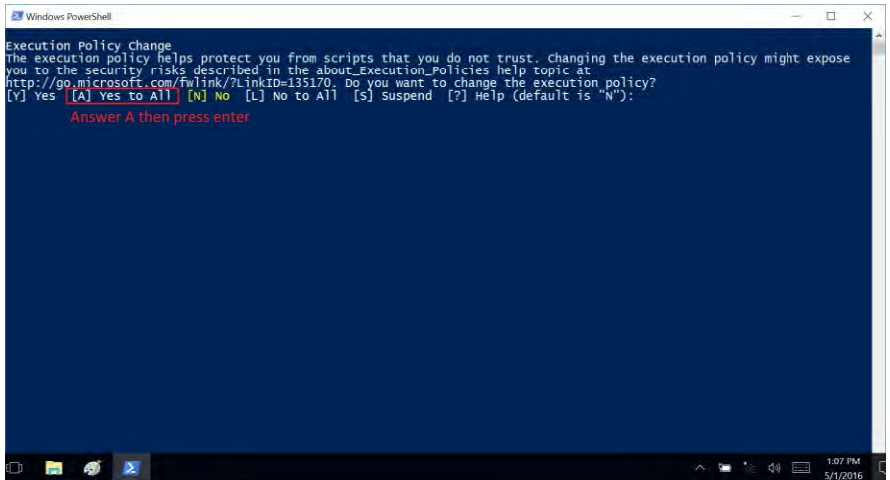 Windows PowerShell
Execution Policy Change
The execution policy helps protect you from scripts that you do not trust. Changing the execution policy might expose
you to the security risks described in the about_Execution_Policies help topic at
http://go.microsoft.com/fwlink/?LinkID=135170. Do you want to change the execution policy?
[Y] Yes [A] Yes to All [N] No [L] No to All [S] Suspend [?] Help (default is "N"):
Answer A then press enter
1:07 PM
5/1/2016